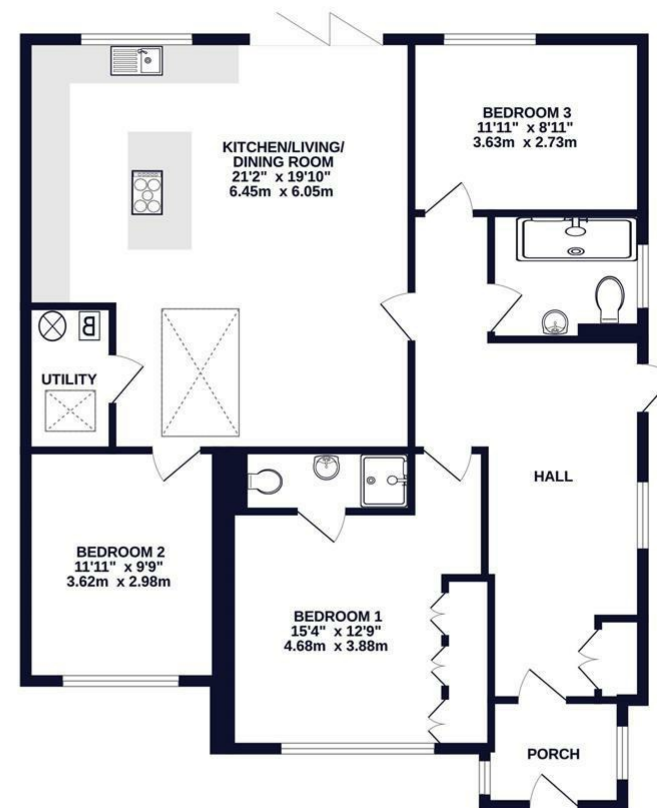 KITCHEN/LIVING/
DINING ROOM
21'2" x 19'10"
6.45m x 6.05m
BEDROOM 3
11'11" x 8'11"
3.63m x 2.73m
B
UTILITY
HALL
BEDROOM 2
11'11" x 9'9"
3.62m x 2.98m
BEDROOM 1
15'4" x 12'9"
4.68m x 3.88m
PORCH